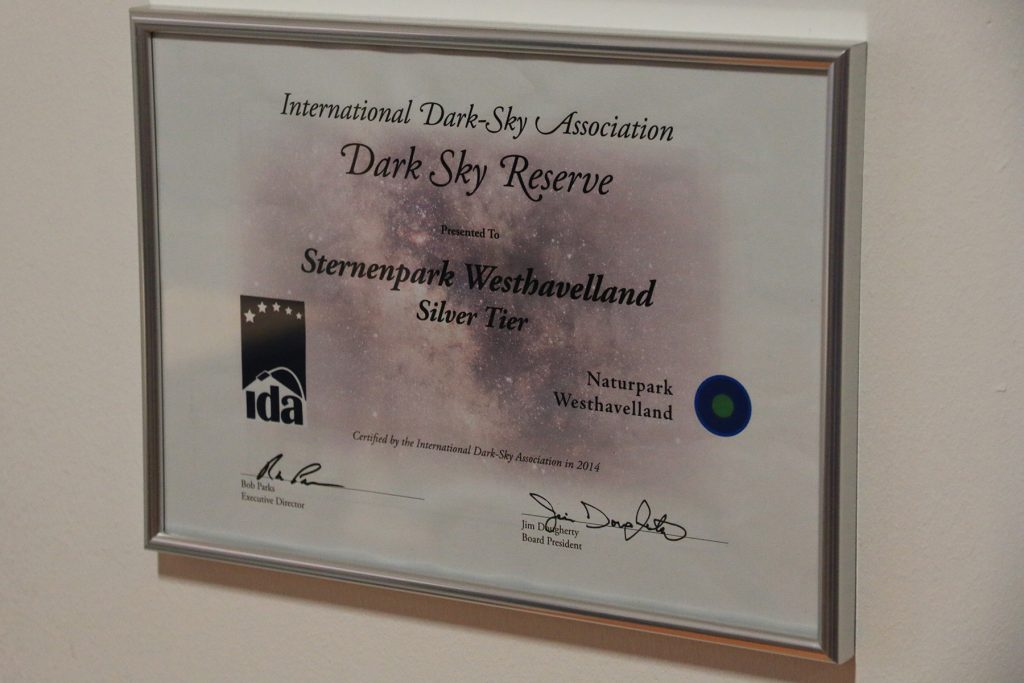 International Dark-Sky Association
Dark Sky Reserve
Presented To
Sternenpark Westhavelland
Silver Tier
ida
Naturpark
Westhavelland
Certified by the International Dark-Sky Association in 2014
Bob Parks
Executive Director
Jim Dougherty
Board President